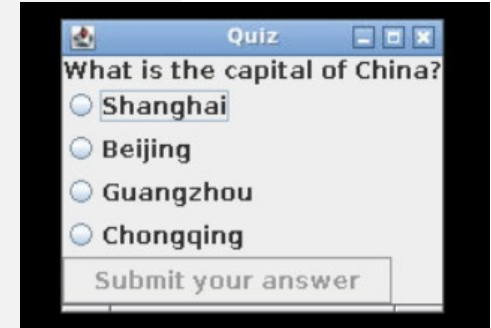 Quiz
What is the capital of China?
Shanghai
Beijing
Guangzhou
Chongqing
Submit your answer